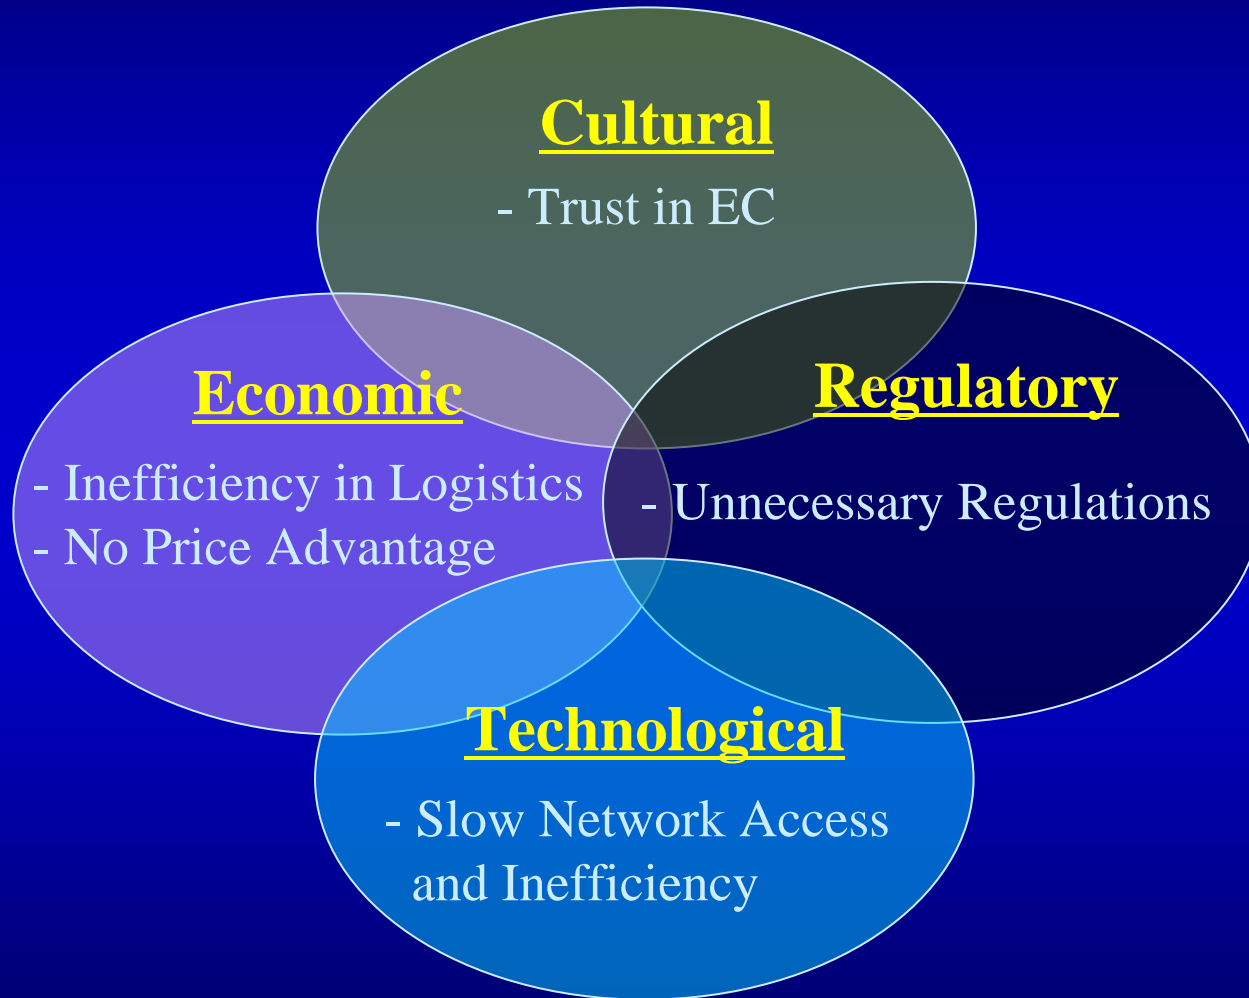 Cultural
- Trust in EC
Economic
- Inefficiency in Logistics
- No Price Advantage
Regulatory
- Unnecessary Regulations
Technological
- Slow Network Access
and Inefficiency